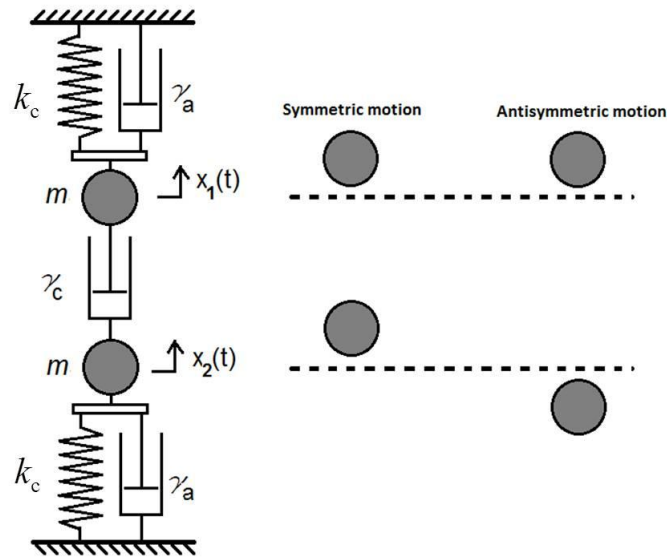 k_c
γ_a
Symmetric motion
Antisymmetric motion
m
x_1(t)
γ_c
m
x_2(t)
k_c
γ_a